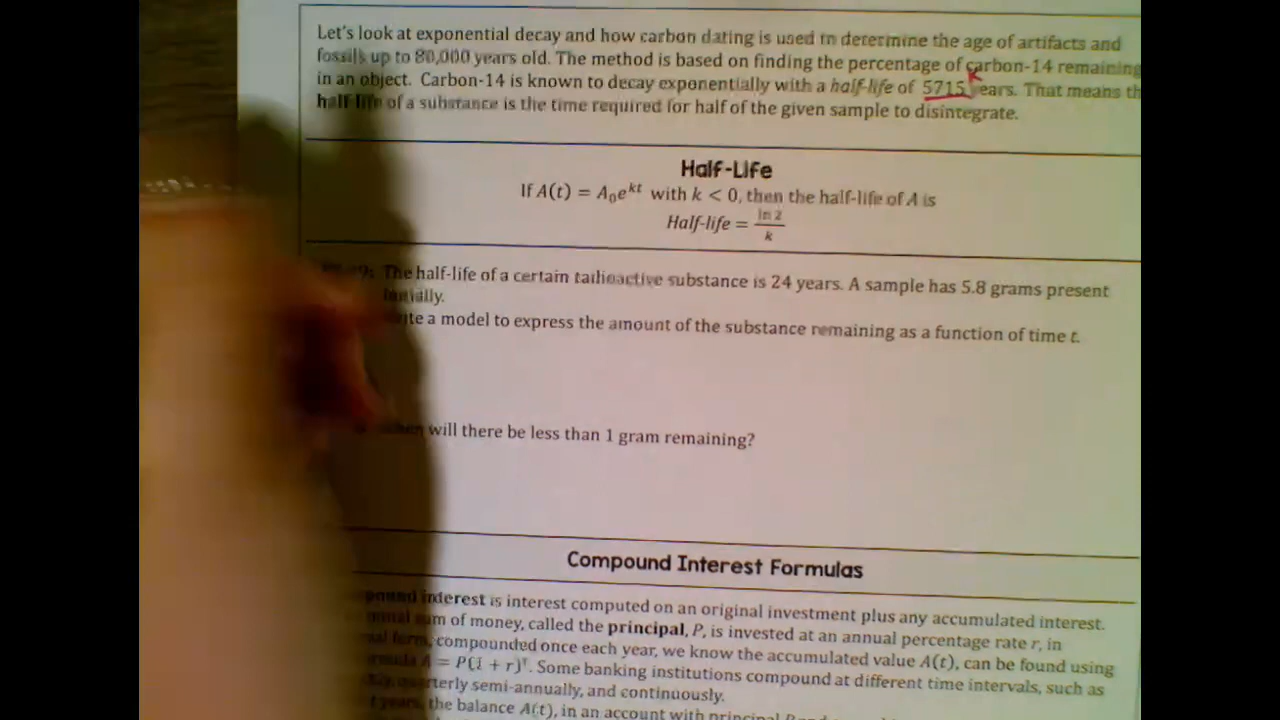 Let's look at exponential decay and how carbon dating is used to determine the age of artifacts and
fossils up to 80,000 years old. The method is based on finding the percentage of carbon-14 remaining
in an object. Carbon-14 is known to decay exponentially with a half-life of 5715 years. That means th
half life of a substance is the time required for half of the given sample to disintegrate.
Half-Life
If A(t) = A₀e^{kt} with k < 0, then the half-life of A is
Half-life = \frac{ln 2}{k}
The half-life of a certain radioactive substance is 24 years. A sample has 5.8 grams present
initially.
a model to express the amount of the substance remaining as a function of time t.
will there be less than 1 gram remaining?
Compound Interest Formulas
interest is interest computed on an original investment plus any accumulated interest.
sum of money, called the principal, P, is invested at an annual percentage rate r, in
compounded once each year, we know the accumulated value A(t), can be found using
A = P(1 + r)ᵗ. Some banking institutions compound at different time intervals, such as
quarterly semi-annually, and continuously.
years, the balance A(t), in an account with principal P and